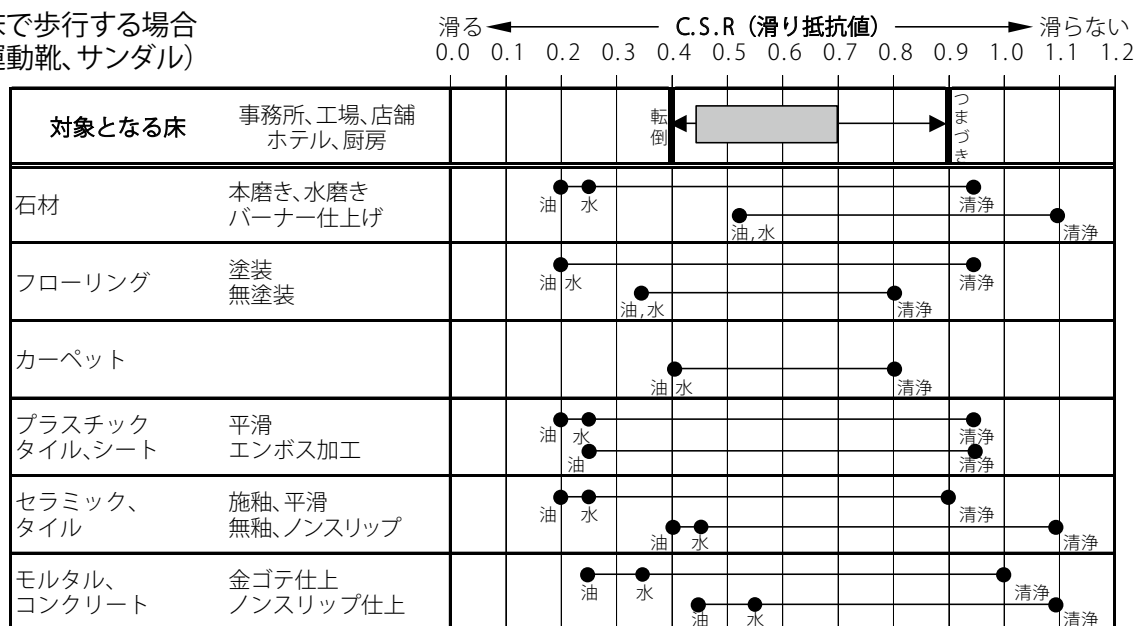 で歩行する場合
運動靴、サンダル）
滑る C.S.R（滑り抵抗値） 滑らない
0.0 0.1 0.2 0.3 0.4 0.5 0.6 0.7 0.8 0.9 1.0 1.1 1.2
対象となる床 事務所、工場、店舗
ホテル、厨房
転倒
つまづき
石材 本磨き、水磨き
バーナー仕上げ
油 水 清浄
油,水 清浄
フローリング 塗装
無塗装
油 水 清浄
油,水 清浄
カーペット
油 水 清浄
プラスチック 平滑
タイル、シート エンボス加工
油 水 清浄
油 清浄
セラミック、 施釉、平滑
タイル 無釉、ノンスリップ
油 水 清浄
油 水 清浄
モルタル、 金ゴテ仕上
コンクリート ノンスリップ仕上
油 水 清浄
油 水 清浄